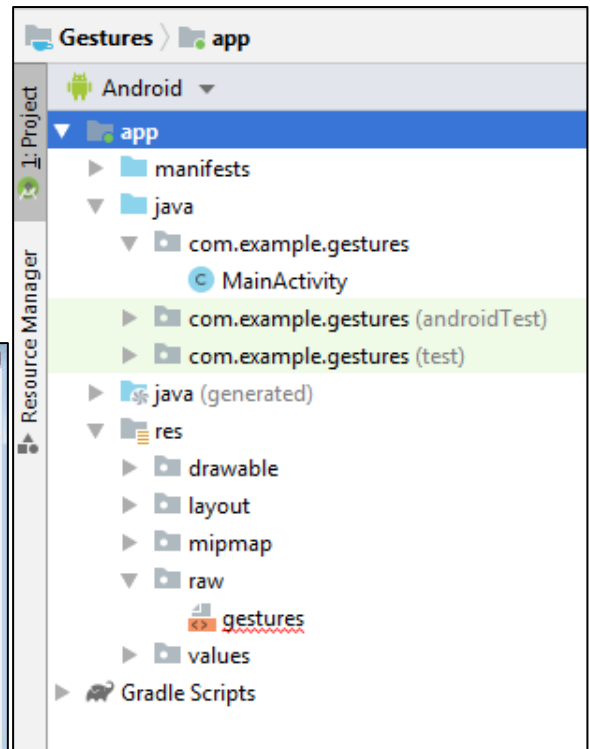 Gestures app
Android
1: Project
Resource Manager
app
manifests
java
com.example.gestures
MainActivity
com.example.gestures (androidTest)
com.example.gestures (test)
java (generated)
res
drawable
layout
mipmap
raw
gestures
values
Gradle Scripts